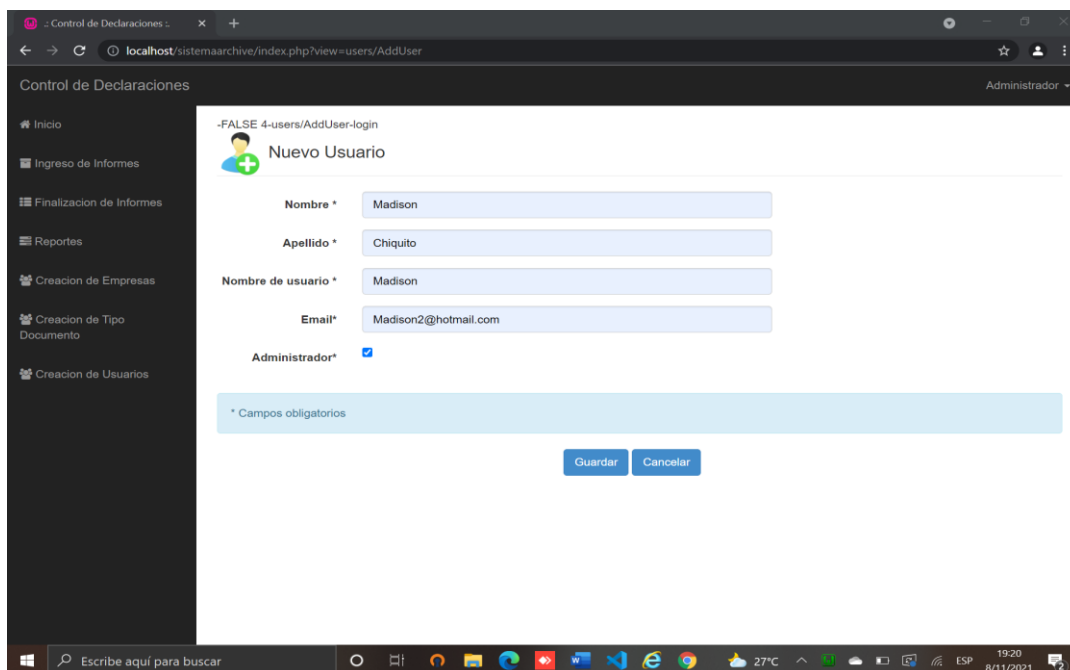 .: Control de Declaraciones :.
localhost/sistemaarchive/index.php?view=users/AddUser
Control de Declaraciones
Administrador
Inicio
Ingreso de Informes
Finalizacion de Informes
Reportes
Creacion de Empresas
Creacion de Tipo
Documento
Creacion de Usuarios
-FALSE 4-users/AddUser-login
Nuevo Usuario
Nombre *
Madison
Apellido *
Chiquito
Nombre de usuario *
Madison
Email*
Madison2@hotmail.com
Administrador*
* Campos obligatorios
Guardar
Cancelar
Escribe aquí para buscar
27°C
ESP
19:20
8/11/2021
2